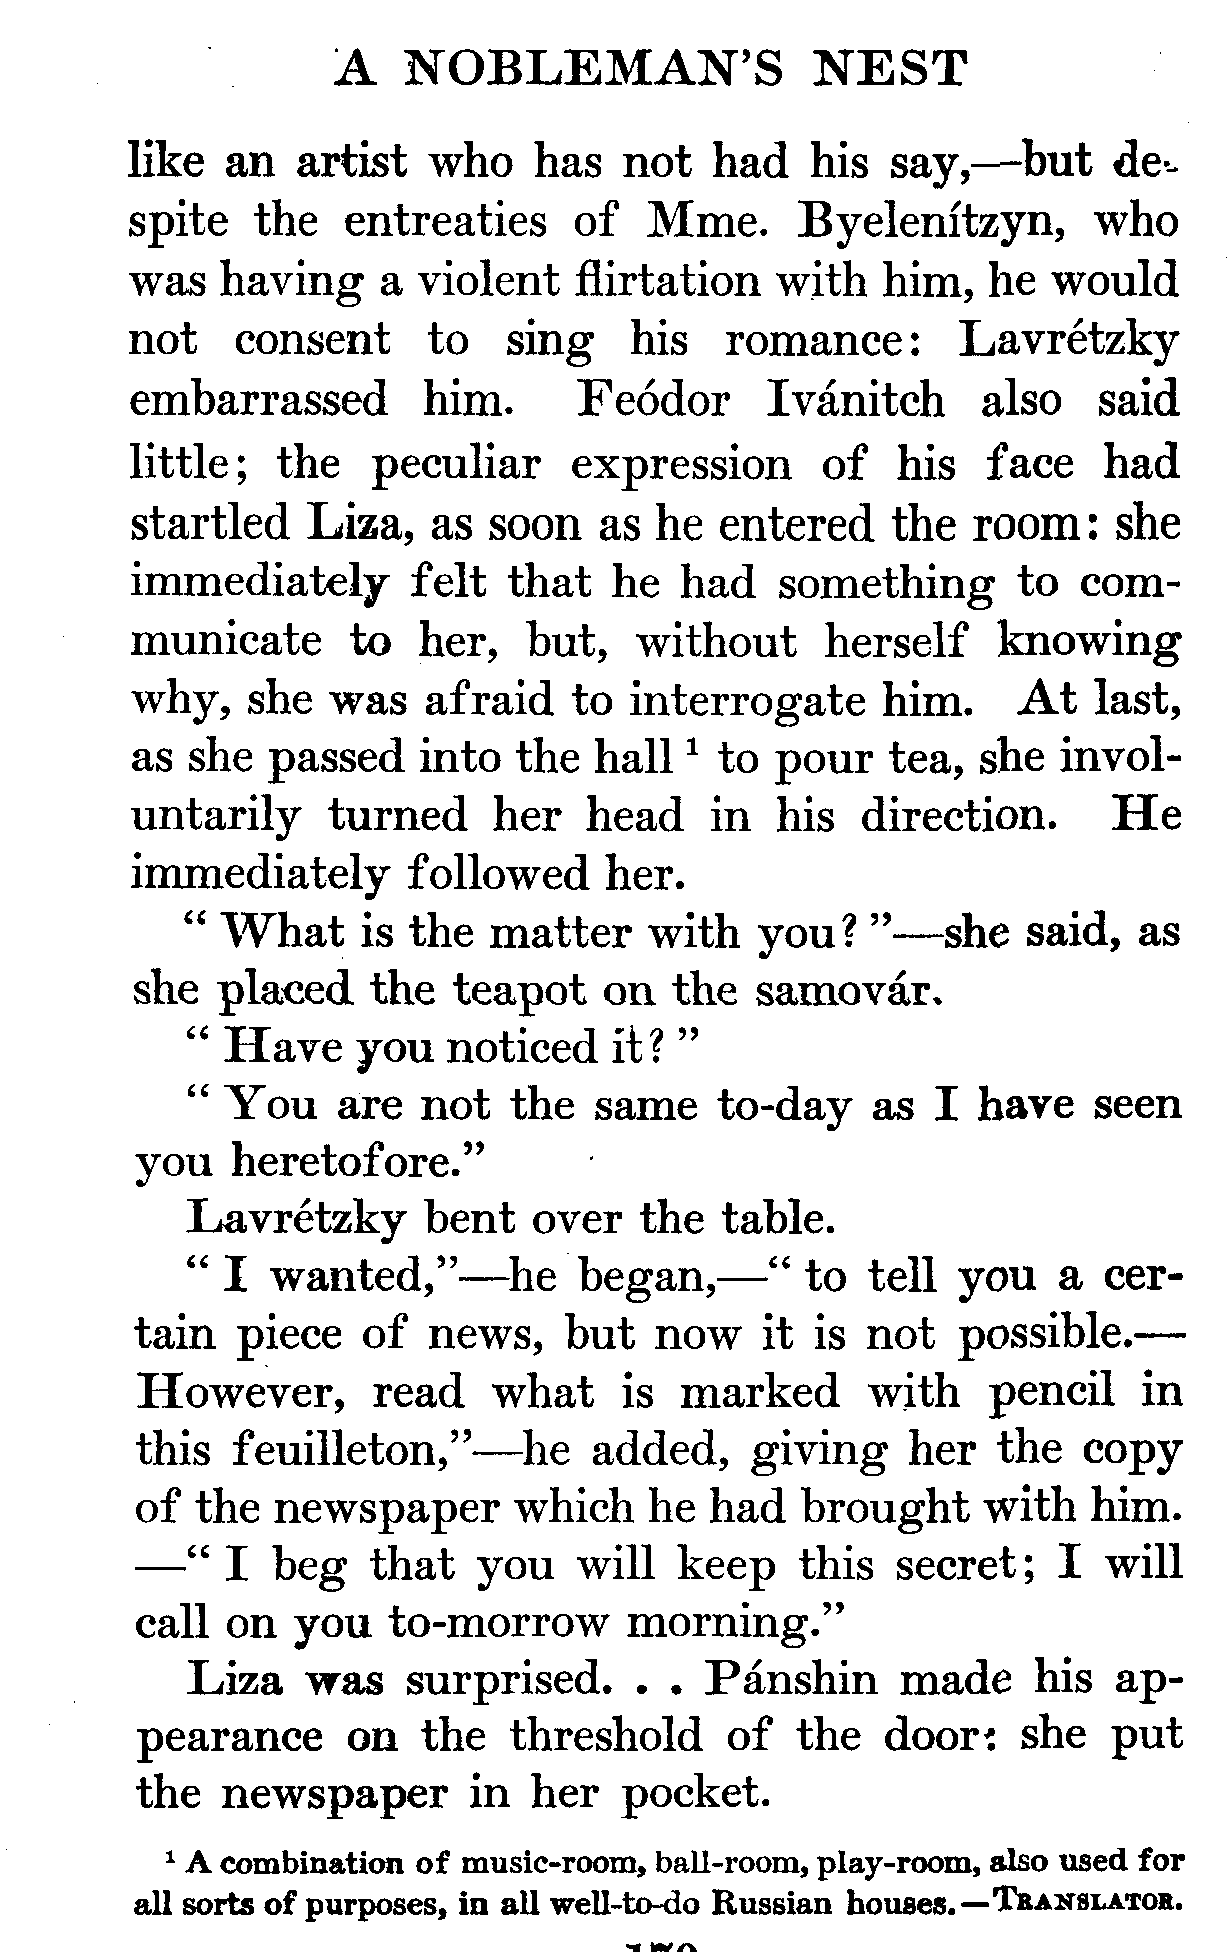 A NOBLEMAN'S NEST
like an artist who has not had his say,—but de-
spite the entreaties of Mme. Byelenítzyn, who
was having a violent flirtation with him, he would
not consent to sing his romance: Lavrétzky
embarrassed him. Feódor Ivánitch also said
little; the peculiar expression of his face had
startled Liza, as soon as he entered the room: she
immediately felt that he had something to com-
municate to her, but, without herself knowing
why, she was afraid to interrogate him. At last,
as she passed into the hall ¹ to pour tea, she invol-
untarily turned her head in his direction. He
immediately followed her.
" What is the matter with you? "—she said, as
she placed the teapot on the samovár.
" Have you noticed it? "
" You are not the same to-day as I have seen
you heretofore."
Lavrétzky bent over the table.
" I wanted,"—he began,—" to tell you a cer-
tain piece of news, but now it is not possible.—
However, read what is marked with pencil in
this feuilleton,"—he added, giving her the copy
of the newspaper which he had brought with him.
—" I beg that you will keep this secret; I will
call on you to-morrow morning."
Liza was surprised. . . Pánshin made his ap-
pearance on the threshold of the door: she put
the newspaper in her pocket.
¹ A combination of music-room, ball-room, play-room, also used for
all sorts of purposes, in all well-to-do Russian houses.—TRANSLATOR.